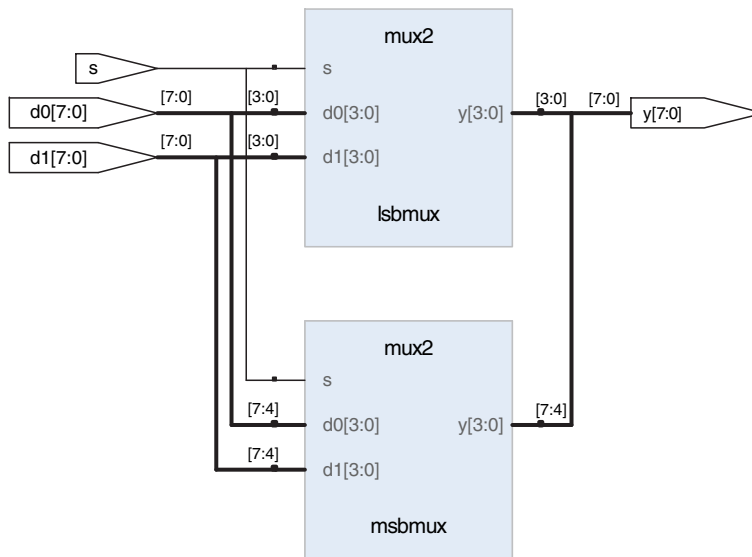 mux2
s
s
[7:0]
[3:0]
[3:0]
[7:0]
d0[7:0]
d0[3:0]
y[3:0]
y[7:0]
[7:0]
[3:0]
d1[7:0]
d1[3:0]
lsbmux
mux2
s
[7:4]
[7:4]
d0[3:0]
y[3:0]
[7:4]
d1[3:0]
msbmux